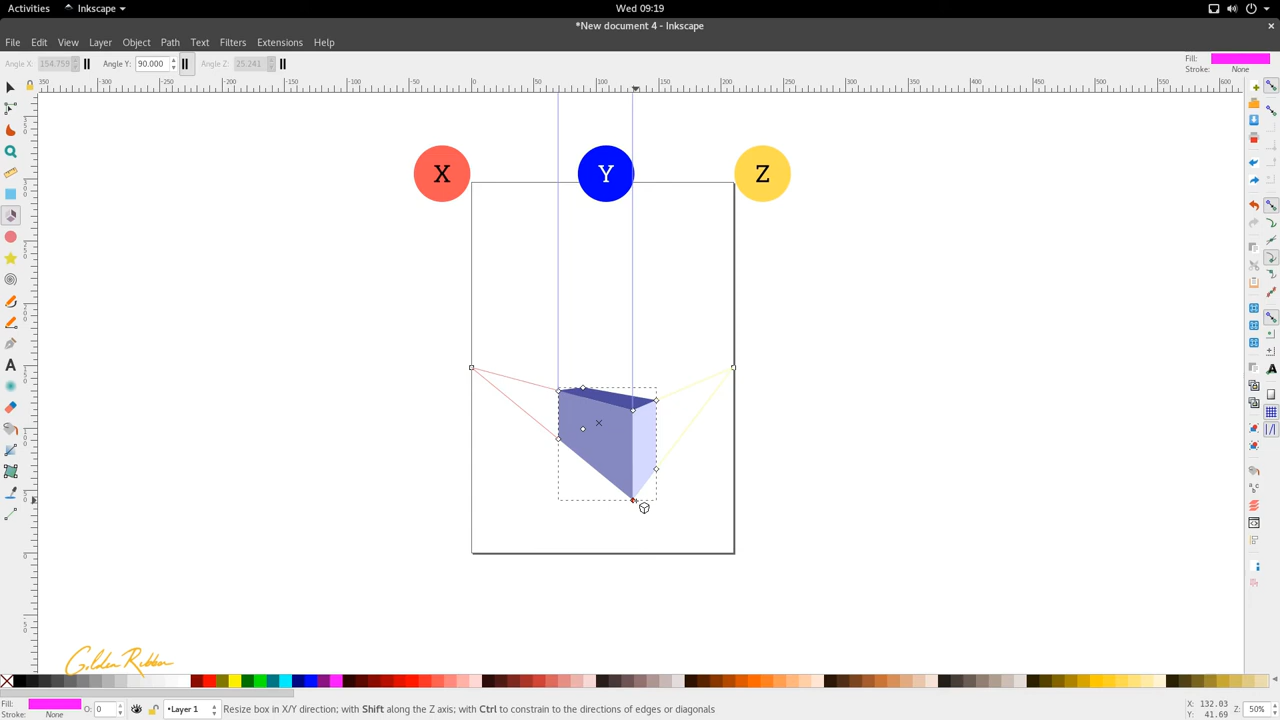 Activities Inkscape Wed 09:19
*New document 4 - Inkscape
File Edit View Layer Object Path Text Filters Extensions Help
Angle X: 154.759 Angle Y: 90.000 Angle Z: 25.241 Fill:
Stroke: None
X Y Z
Golden Ribbon
Fill:
Stroke: None O: 0 •Layer 1 Resize box in X/Y direction; with Shift along the Z axis; with Ctrl to constrain to the directions of edges or diagonals X: 132.03
Y: 41.69 Z: 50%